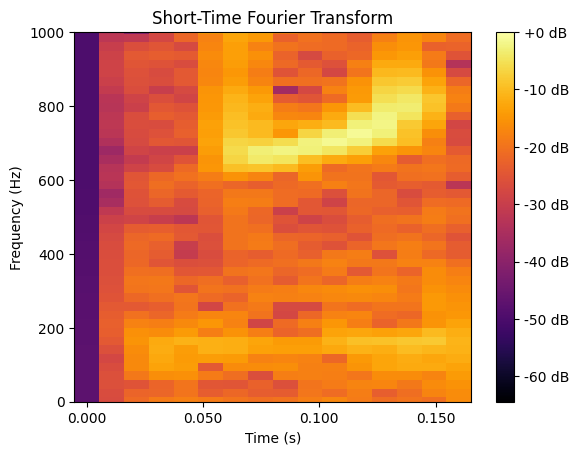 Short-Time Fourier Transform
1000
800
600
400
200
0
Frequency (Hz)
0.000
0.050
0.100
0.150
Time (s)
+0 dB
-10 dB
-20 dB
-30 dB
-40 dB
-50 dB
-60 dB